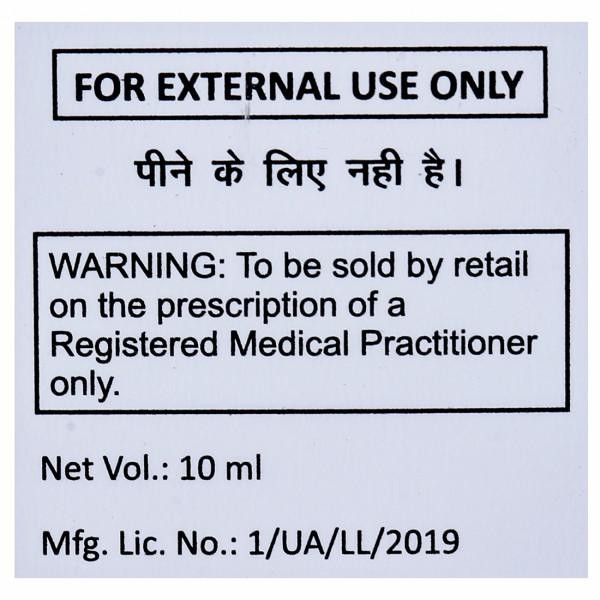 FOR EXTERNAL USE ONLY
पीने के लिए नही है।
WARNING: To be sold by retail
on the prescription of a
Registered Medical Practitioner
only.
Net Vol.: 10 ml
Mfg. Lic. No.: 1/UA/LL/2019